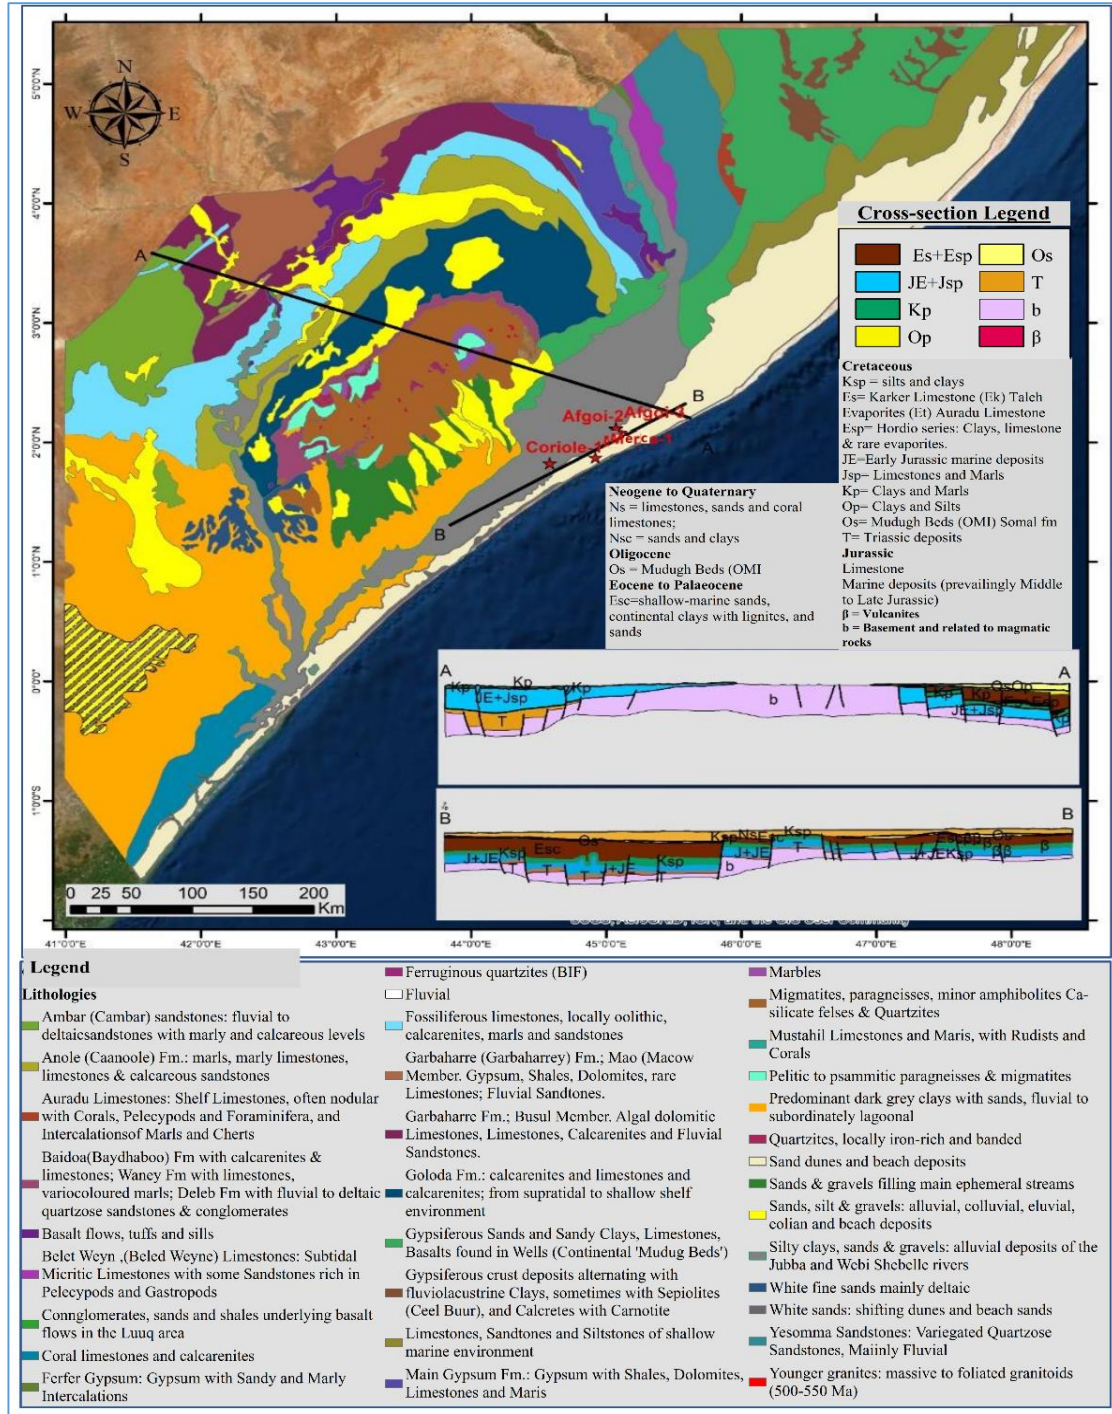 N
W
E
S
5°0'0"N
4°0'0"N
3°0'0"N
2°0'0"N
1°0'0"N
0°0'0"
1°0'0"S
A
B
Afgoi-2
Coriole-1
A
B
Cross-section Legend
Es+Esp
Os
JE+Jsp
T
Kp
b
Op
β
Cretaceous
Ksp = silts and clays
Es= Karker Limestone (Ek) Taleh
Evaporites (Et) Auradu Limestone
Esp= Hordio series: Clays, limestone
& rare evaporites.
JE=Early Jurassic marine deposits
Jsp= Limestones and Marls
Kp= Clays and Marls
Op= Clays and Silts
Os= Mudugh Beds (OMI) Somal fm
T= Triassic deposits
Jurassic
Limestone
Marine deposits (prevailingly Middle
to Late Jurassic)
β = Vulcanites
b = Basement and related to magmatic
rocks
Neogene to Quaternary
Ns = limestones, sands and coral
limestones;
Nsc = sands and clays
Oligocene
Os = Mudugh Beds (OMI
Eocene to Palaeocene
Esc=shallow-marine sands,
continental clays with lignites, and
sands
A
A
Kp
Kp
Kp
JE+Jsp
T
b
OsOp
Kp
Kp
Esp
JE+Jsp
B
B
Os
Esc
Ksp
J+JE
T
T
T
J+JE
Ksp
T
Ksp
NsEsc
Ksp
J+JE
T
b
Os
J+JEKsp
β
ββ
β
0 25 50 100 150 200
Km
41°0'0"E 42°0'0"E 43°0'0"E 44°0'0"E 45°0'0"E 46°0'0"E 47°0'0"E 48°0'0"E
Legend
Lithologies
Ambar (Cambar) sandstones: fluvial to
deltaicsandstones with marly and calcareous levels
Anole (Caanoole) Fm.: marls, marly limestones,
limestones & calcareous sandstones
Auradu Limestones: Shelf Limestones, often nodular
with Corals, Pelecypods and Foraminifera, and
Intercalationsof Marls and Cherts
Baidoa(Baydhaboo) Fm with calcarenites &
limestones; Waney Fm with limestones,
variocoloured marls; Deleb Fm with fluvial to deltaic
quartzose sandstones & conglomerates
Basalt flows, tuffs and sills
Belet Weyn ,(Beled Weyne) Limestones: Subtidal
Micritic Limestones with some Sandstones rich in
Pelecypods and Gastropods
Connglomerates, sands and shales underlying basalt
flows in the Luuq area
Coral limestones and calcarenites
Ferfer Gypsum: Gypsum with Sandy and Marly
Intercalations
Ferruginous quartzites (BIF)
Fluvial
Fossiliferous limestones, locally oolithic,
calcarenites, marls and sandstones
Garbaharre (Garbaharrey) Fm.; Mao (Macow
Member. Gypsum, Shales, Dolomites, rare
Limestones; Fluvial Sandtones.
Garbaharre Fm.; Busul Member. Algal dolomitic
Limestones, Limestones, Calcarenites and Fluvial
Sandstones.
Goloda Fm.: calcarenites and limestones and
calcarenites; from supratidal to shallow shelf
environment
Gypsiferous Sands and Sandy Clays, Limestones,
Basalts found in Wells (Continental 'Mudug Beds')
Gypsiferous crust deposits alternating with
fluviolacustrine Clays, sometimes with Sepiolites
(Ceel Buur), and Calcretes with Carnotite
Limestones, Sandtones and Siltstones of shallow
marine environment
Main Gypsum Fm.: Gypsum with Shales, Dolomites,
Limestones and Maris
Marbles
Migmatites, paragneisses, minor amphibolites Ca-
silicate felses & Quartzites
Mustahil Limestones and Maris, with Rudists and
Corals
Pelitic to psammitic paragneisses & migmatites
Predominant dark grey clays with sands, fluvial to
subordinately lagoonal
Quartzites, locally iron-rich and banded
Sand dunes and beach deposits
Sands & gravels filling main ephemeral streams
Sands, silt & gravels: alluvial, colluvial, eluvial,
colian and beach deposits
Silty clays, sands & gravels: alluvial deposits of the
Jubba and Webi Shebelle rivers
White fine sands mainly deltaic
White sands: shifting dunes and beach sands
Yesomma Sandstones: Variegated Quartzose
Sandstones, Maiinly Fluvial
Younger granites: massive to foliated granitoids
(500-550 Ma)